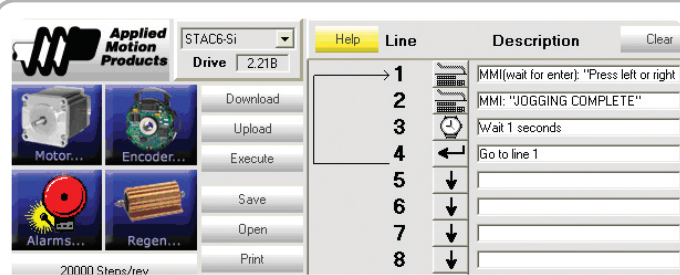 Applied
Motion
Products
STAC6-Si
Drive 2.21B
Motor...
Encoder...
Alarms...
Regen...
20000 Steps/rev
Download
Upload
Execute
Save
Open
Print
Help Line Description Clear
1 MMI(wait for enter): "Press left or right
2 MMI: "JOGGING COMPLETE"
3 Wait 1 seconds
4 Go to line 1
5
6
7
8